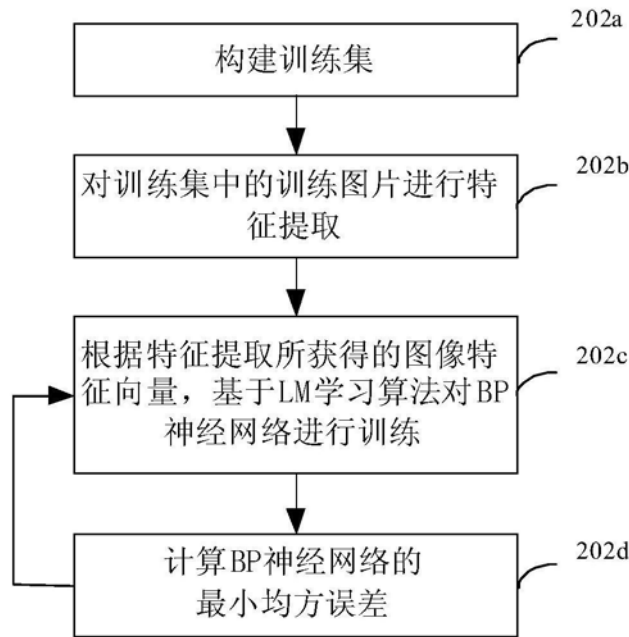 202a
构建训练集
202b
对训练集中的训练图片进行特
征提取
202c
根据特征提取所获得的图像特
征向量，基于LM学习算法对BP
神经网络进行训练
202d
计算BP神经网络的
最小均方误差